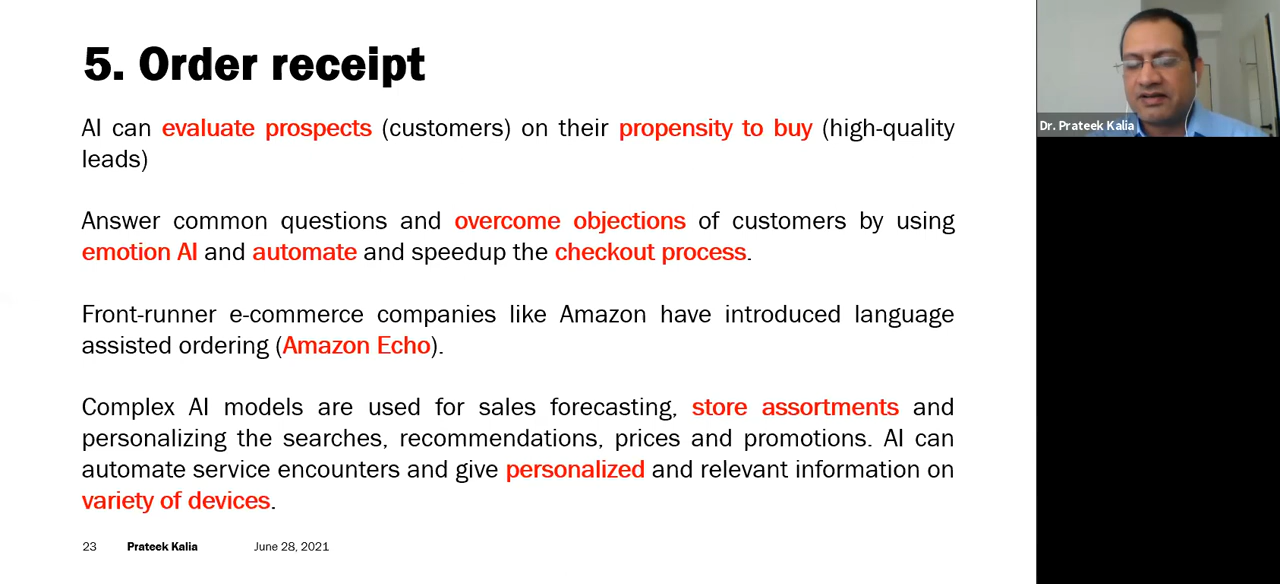 5. Order receipt
AI can evaluate prospects (customers) on their propensity to buy (high-quality
leads)
Answer common questions and overcome objections of customers by using
emotion AI and automate and speedup the checkout process.
Front-runner e-commerce companies like Amazon have introduced language
assisted ordering (Amazon Echo).
Complex AI models are used for sales forecasting, store assortments and
personalizing the searches, recommendations, prices and promotions. AI can
automate service encounters and give personalized and relevant information on
variety of devices.
23 Prateek Kalia June 28, 2021
Dr. Prateek Kalia